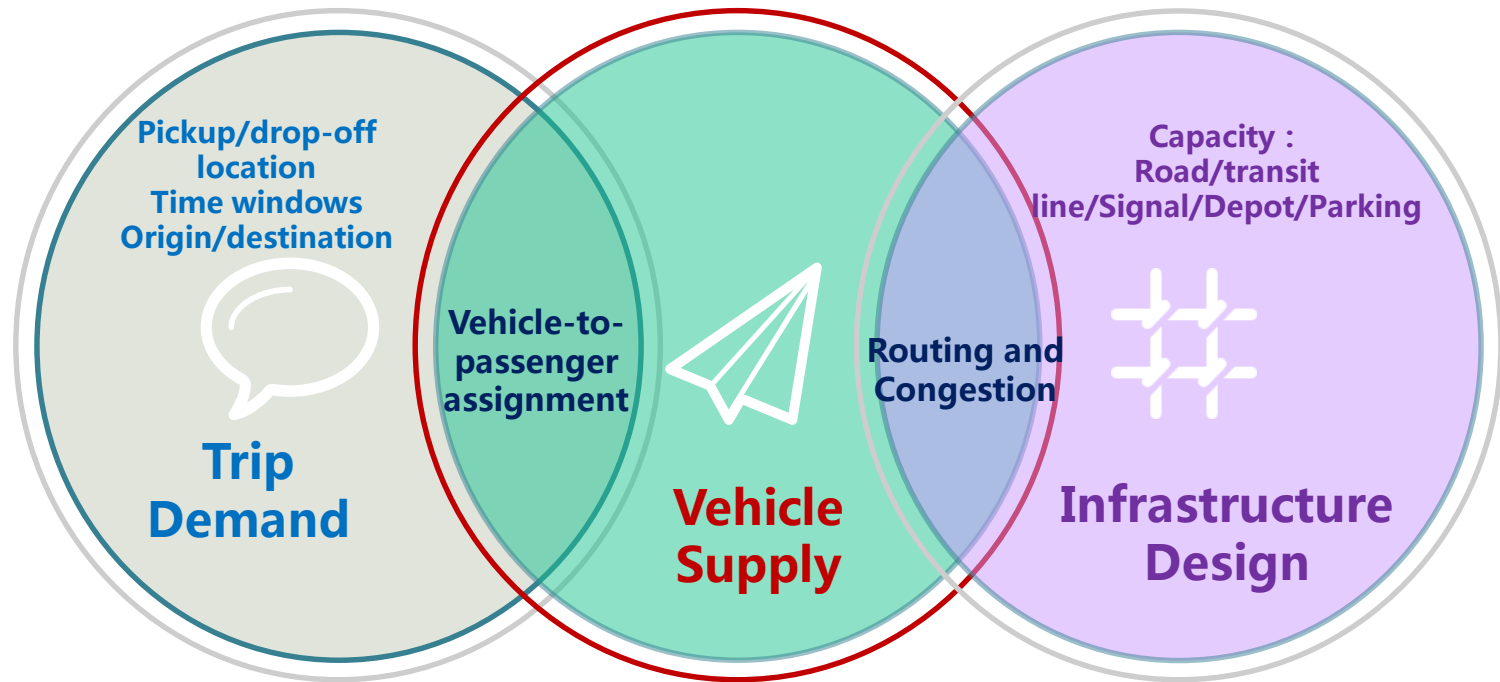 Pickup/drop-off
location
Time windows
Origin/destination
Trip
Demand
Vehicle-to-
passenger
assignment
Vehicle
Supply
Routing and
Congestion
Capacity :
Road/transit
line/Signal/Depot/Parking
Infrastructure
Design